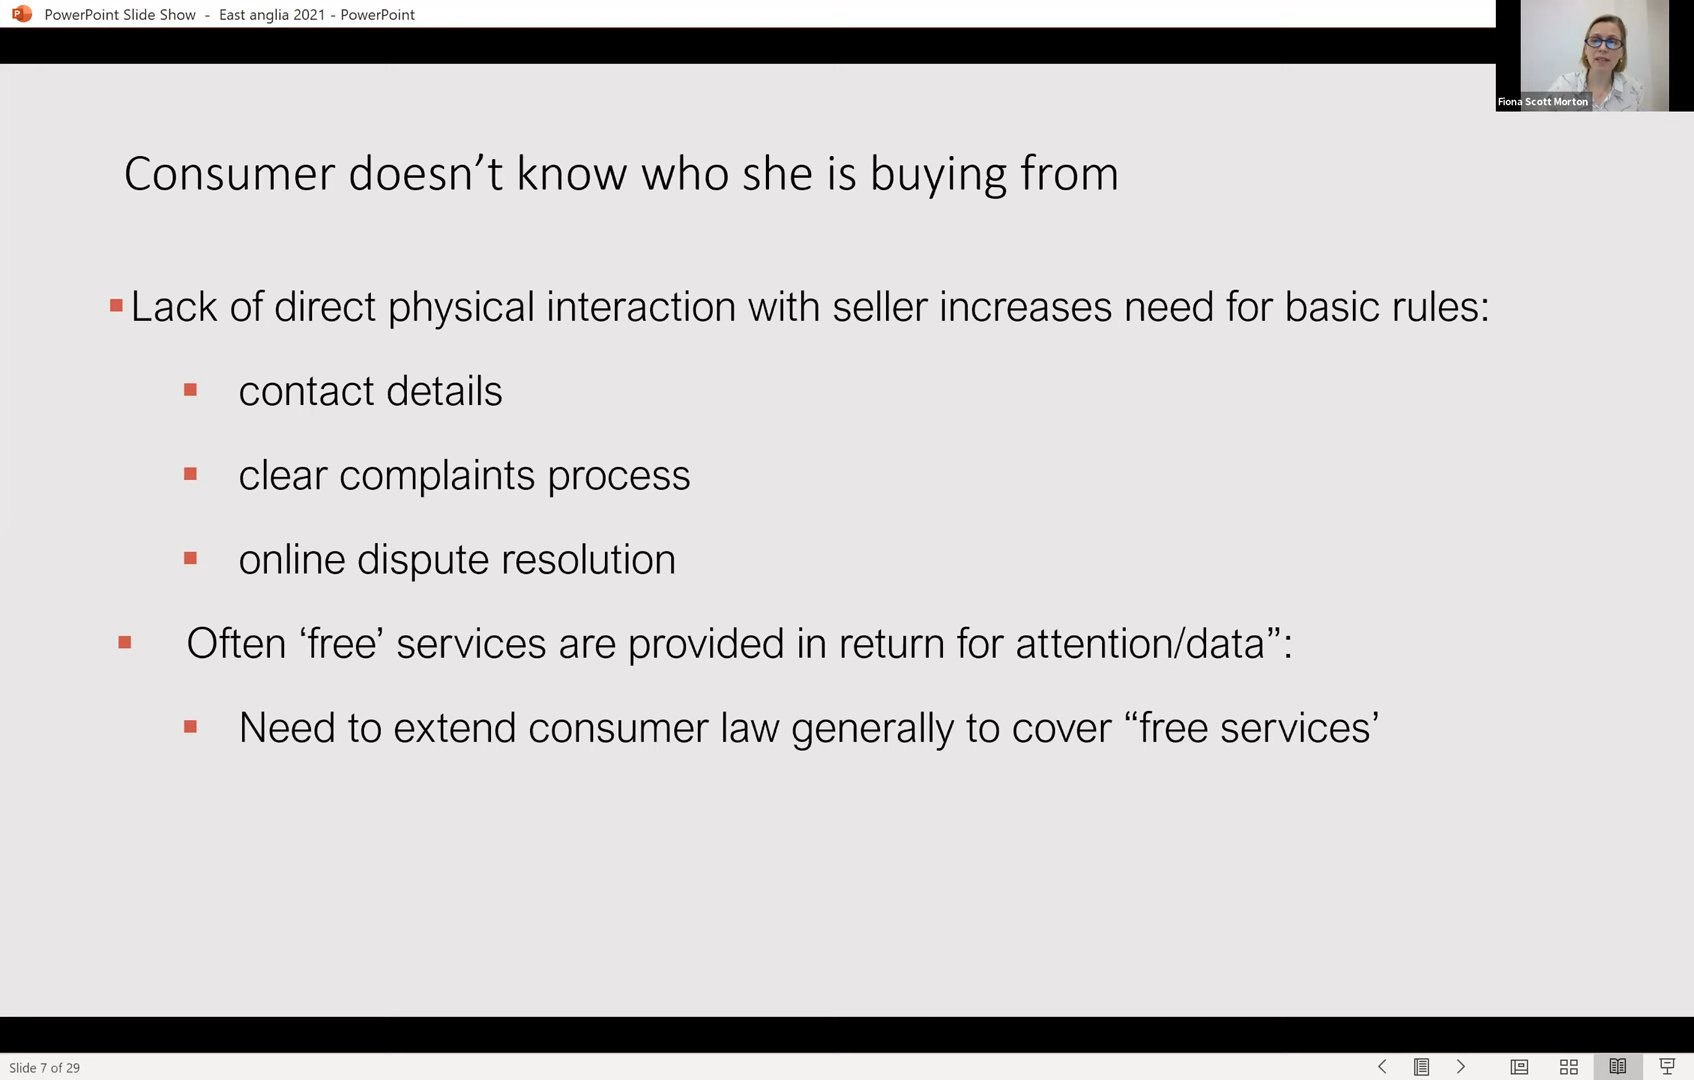 PowerPoint Slide Show - East anglia 2021 - PowerPoint
Fiona Scott Morton
Consumer doesn’t know who she is buying from
Lack of direct physical interaction with seller increases need for basic rules:
contact details
clear complaints process
online dispute resolution
Often ‘free’ services are provided in return for attention/data”:
Need to extend consumer law generally to cover “free services’
Slide 7 of 29